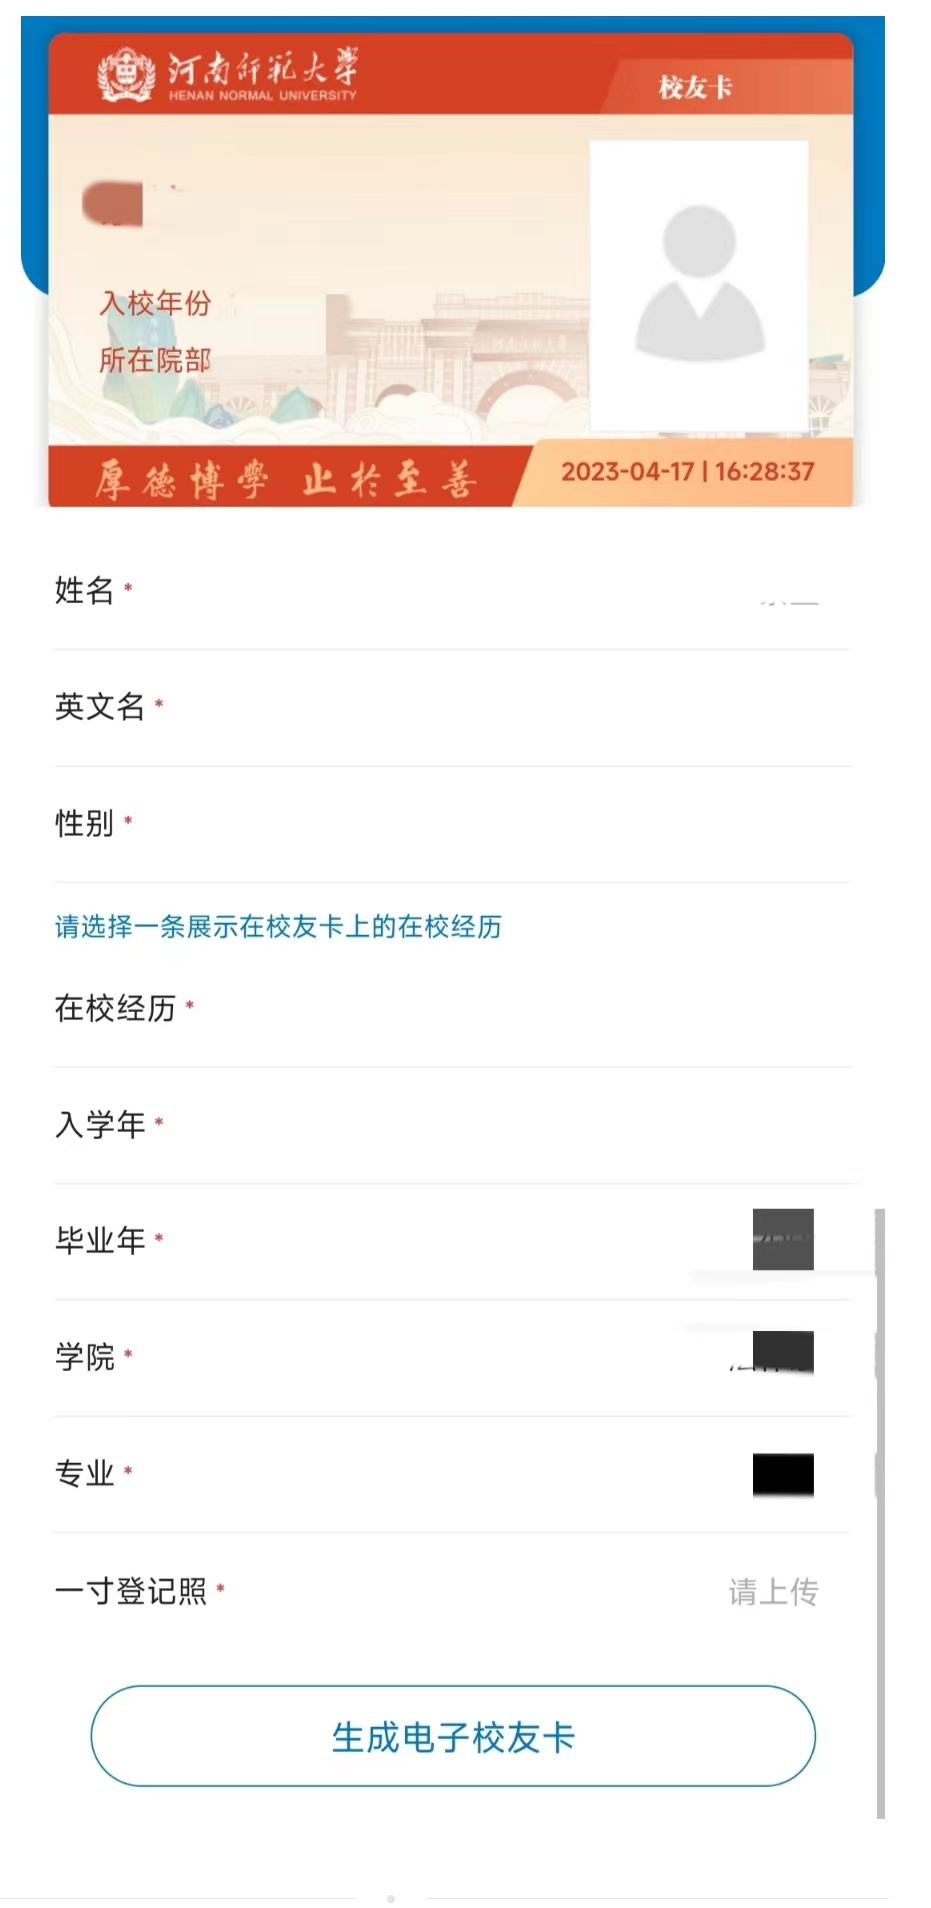 河南师范大学
HENAN NORMAL UNIVERSITY
校友卡
入校年份
所在院部
厚德博學 止於至善
2023-04-17 | 16:28:37
姓名 *
英文名 *
性别 *
请选择一条展示在校友卡上的在校经历
在校经历 *
入学年 *
毕业年 *
学院 *
专业 *
一寸登记照 *
请上传
生成电子校友卡